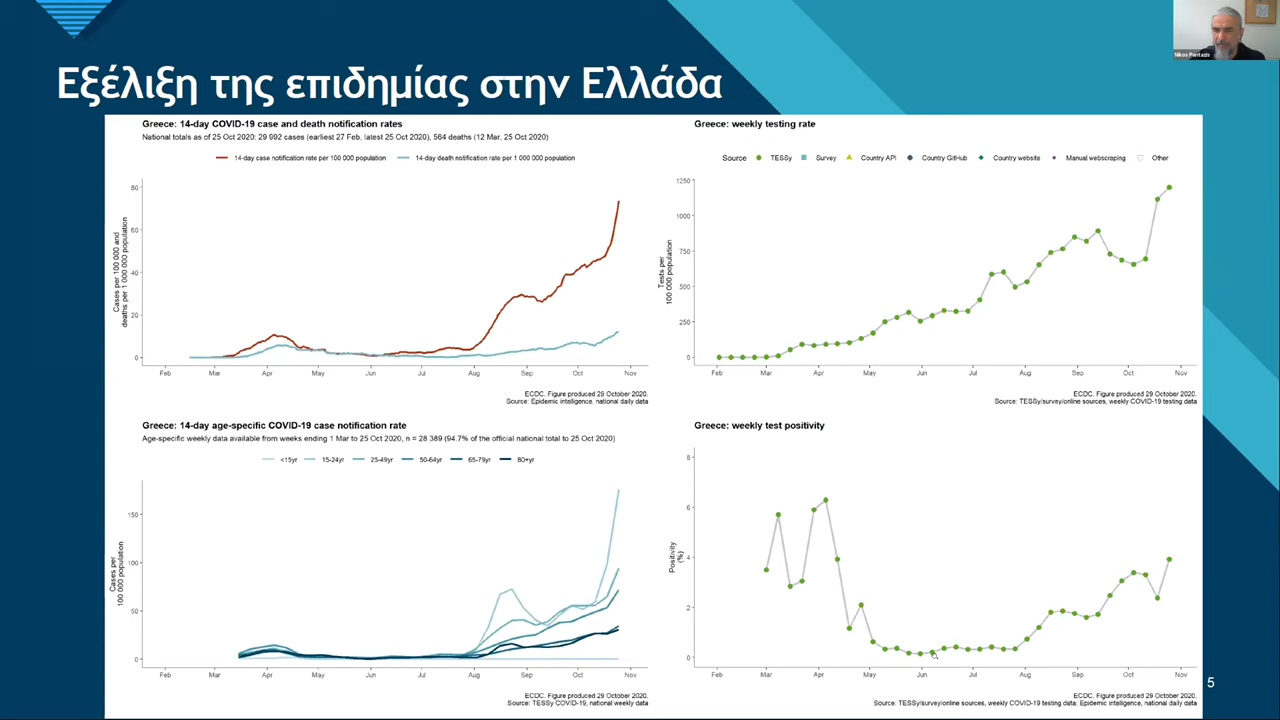 Nikos Pantazis
Εξέλιξη της επιδημίας στην Ελλάδα
Greece: 14-day COVID-19 case and death notification rates
National totals as of 25 Oct 2020: 29 992 cases (earliest 27 Feb, latest 25 Oct 2020), 564 deaths (12 Mar, 25 Oct 2020)
14-day case notification rate per 100 000 population
14-day death notification rate per 1 000 000 population
Cases per 100 000 and
deaths per 1 000 000 population
80
60
40
20
0
Feb Mar Apr May Jun Jul Aug Sep Oct Nov
ECDC. Figure produced 29 October 2020.
Source: Epidemic intelligence, national daily data
Greece: weekly testing rate
Source TESSy Survey Country API Country GitHub Country website Manual webscraping Other
Tests per
100 000 population
1250
1000
750
500
250
0
Feb Mar Apr May Jun Jul Aug Sep Oct Nov
ECDC. Figure produced 29 October 2020.
Source: TESSy/survey/online sources, weekly COVID-19 testing data
Greece: 14-day age-specific COVID-19 case notification rate
Age-specific weekly data available from weeks ending 1 Mar to 25 Oct 2020, n = 28 389 (94.7% of the official national total to 25 Oct 2020)
<15yr 15-24yr 25-49yr 50-64yr 65-79yr 80+yr
Cases per
100 000 population
150
100
50
0
Feb Mar Apr May Jun Jul Aug Sep Oct Nov
ECDC. Figure produced 29 October 2020.
Source: TESSy COVID-19, national weekly data
Greece: weekly test positivity
Positivity
(%)
8
6
4
2
0
Feb Mar Apr May Jun Jul Aug Sep Oct Nov
ECDC. Figure produced 29 October 2020.
Source: TESSy/survey/online sources, weekly COVID-19 testing data. Epidemic intelligence, national daily data
5